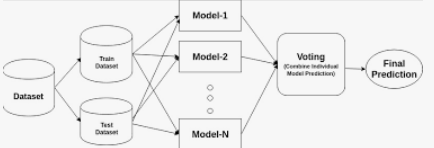 Dataset
Train
Dataset
Test
Dataset
Model-1
Model-2
Model-N
Voting
(Combine Individual
Model Prediction)
Final
Prediction